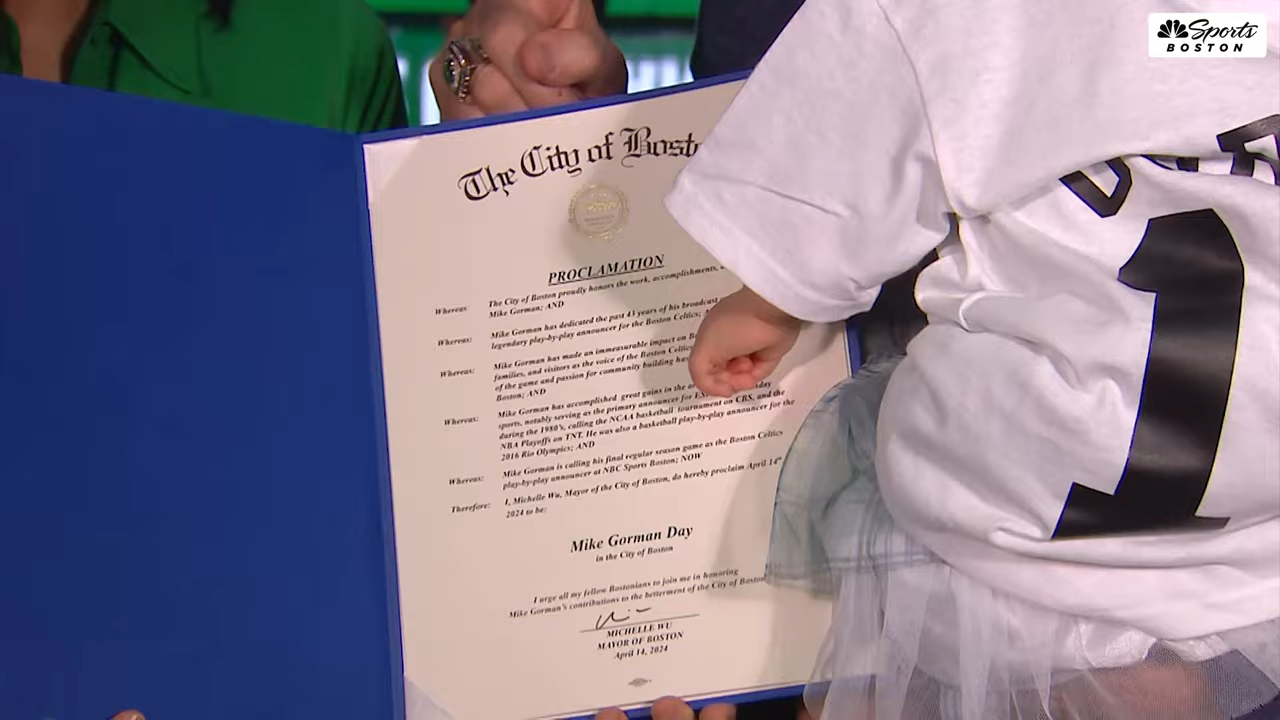 Sports
BOSTON
The City of Bost
PROCLAMATION
Whereas: The City of Boston proudly honors the work, accomplishments,
Mike Gorman; AND
Whereas: Mike Gorman has dedicated the past 43 years of his broadcast
legendary play-by-play announcer for the Boston Celtics;
Whereas: Mike Gorman has made an immeasurable impact on
families, and visitors as the voice of the Boston Celtics
of the game and passion for community building has
Boston; AND
Whereas: Mike Gorman has accomplished great gains in the
sports, notably serving as the primary announcer for
during the 1980's, calling the NCAA basketball tournament on CBS, and the
NBA Playoffs on TNT. He was also a basketball play-by-play announcer for the
2016 Rio Olympics; AND
Whereas: Mike Gorman is calling his final regular season game as the Boston Celtics
play-by-play announcer at NBC Sports Boston; NOW
Therefore: I, Michelle Wu, Mayor of the City of Boston, do hereby proclaim April 14th
2024 to be:
Mike Gorman Day
in the City of Boston
I urge all my fellow Bostonians to join me in honoring
Mike Gorman's contributions to the betterment of the City of Boston
MICHELLE WU
MAYOR OF BOSTON
April 14, 2024
1